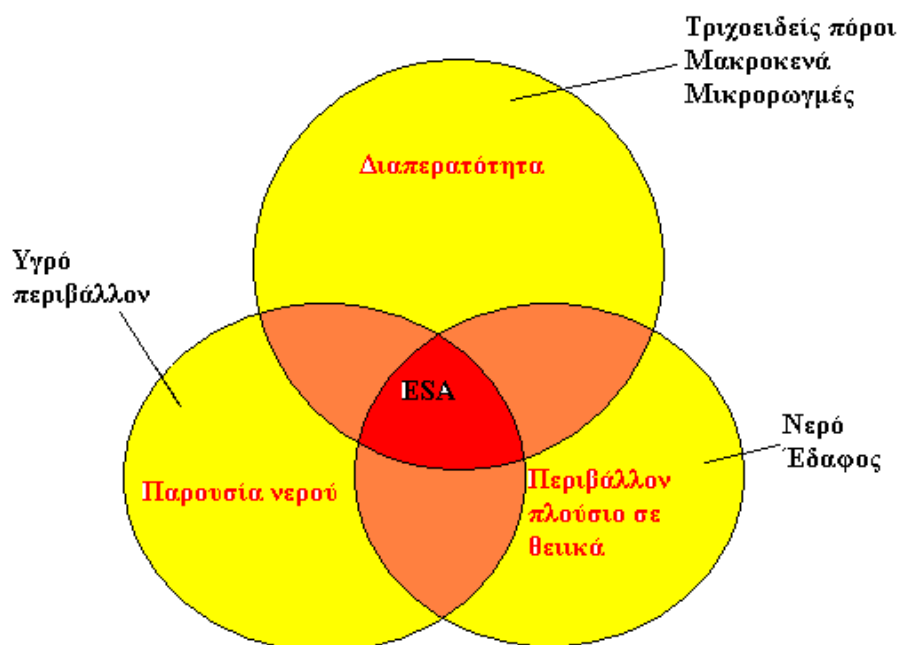 Τριχοειδείς πόροι
Μακροκενά
Μικρορωγμές
Διαπερατότητα
Υγρό
περιβάλλον
ESA
Νερό
Έδαφος
Παρουσία νερού
Περιβάλλον
πλούσιο σε
θειικά